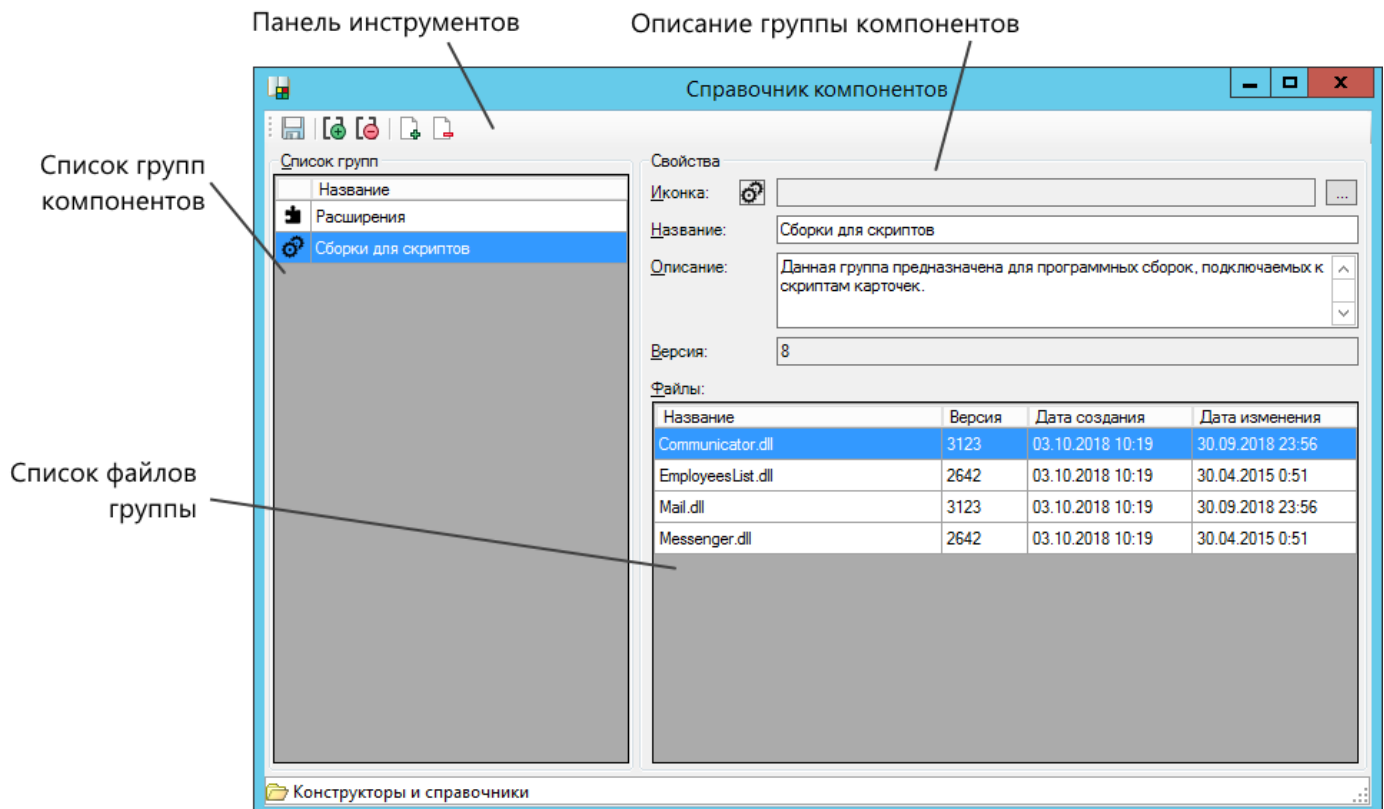 Панель инструментов
Описание группы компонентов
Справочник компонентов
Список групп
компонентов
Список групп
Название
Расширения
Сборки для скриптов
Свойства
Иконка:
...
Название: Сборки для скриптов
Описание: Данная группа предназначена для программных сборок, подключаемых к
скриптам карточек.
Версия: 8
Файлы:
Название Версия Дата создания Дата изменения
Communicator.dll 3123 03.10.2018 10:19 30.09.2018 23:56
EmployeesList.dll 2642 03.10.2018 10:19 30.04.2015 0:51
Mail.dll 3123 03.10.2018 10:19 30.09.2018 23:56
Messenger.dll 2642 03.10.2018 10:19 30.04.2015 0:51
Список файлов
группы
Конструкторы и справочники